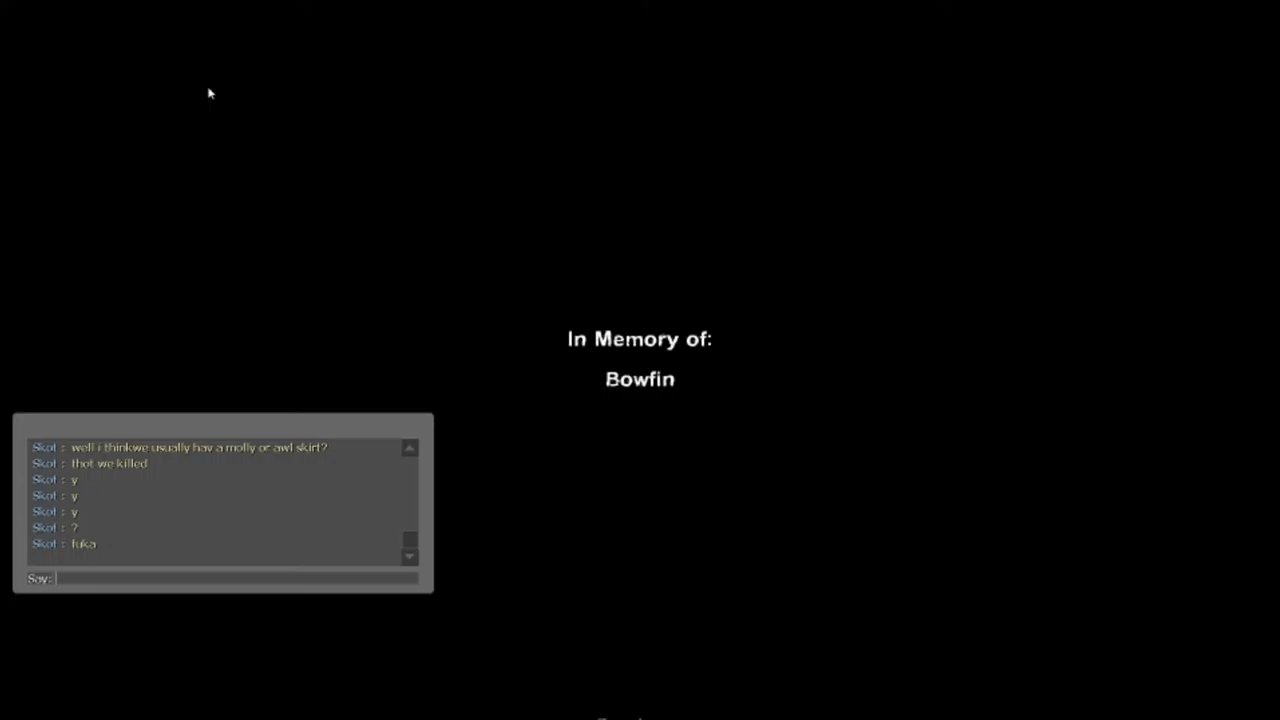 In Memory of:
Bowfin
Skot : well i thinkwe usually hav a molly or awl skirt?
Skot : thot we killed
Skot : y
Skot : y
Skot : y
Skot : ?
Skot : fuka
Say: